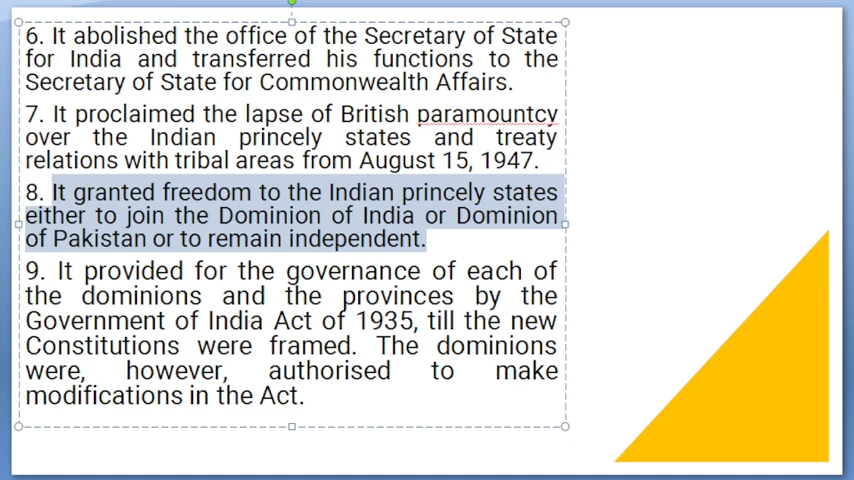 6. It abolished the office of the Secretary of State
for India and transferred his functions to the
Secretary of State for Commonwealth Affairs.
7. It proclaimed the lapse of British paramountcy
over the Indian princely states and treaty
relations with tribal areas from August 15, 1947.
8. It granted freedom to the Indian princely states
either to join the Dominion of India or Dominion
of Pakistan or to remain independent.
9. It provided for the governance of each of
the dominions and the provinces by the
Government of India Act of 1935, till the new
Constitutions were framed. The dominions
were, however, authorised to make
modifications in the Act.